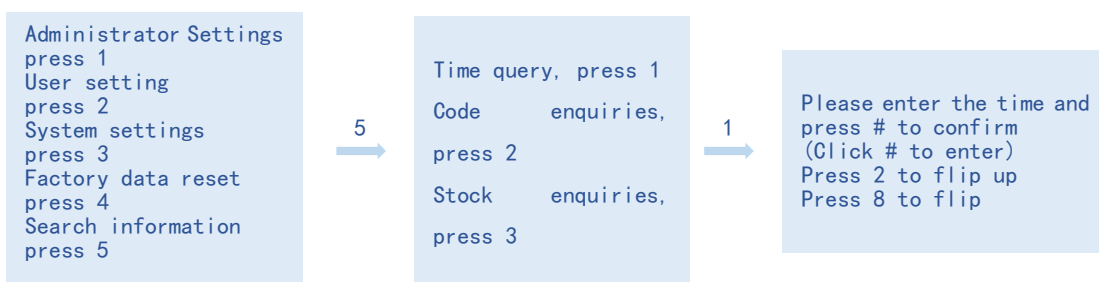 Administrator Settings
press 1
User setting
press 2
System settings
press 3
Factory data reset
press 4
Search information
press 5
5
Time query, press 1
Code enquiries,
press 2
Stock enquiries,
press 3
1
Please enter the time and
press # to confirm
(Click # to enter)
Press 2 to flip up
Press 8 to flip